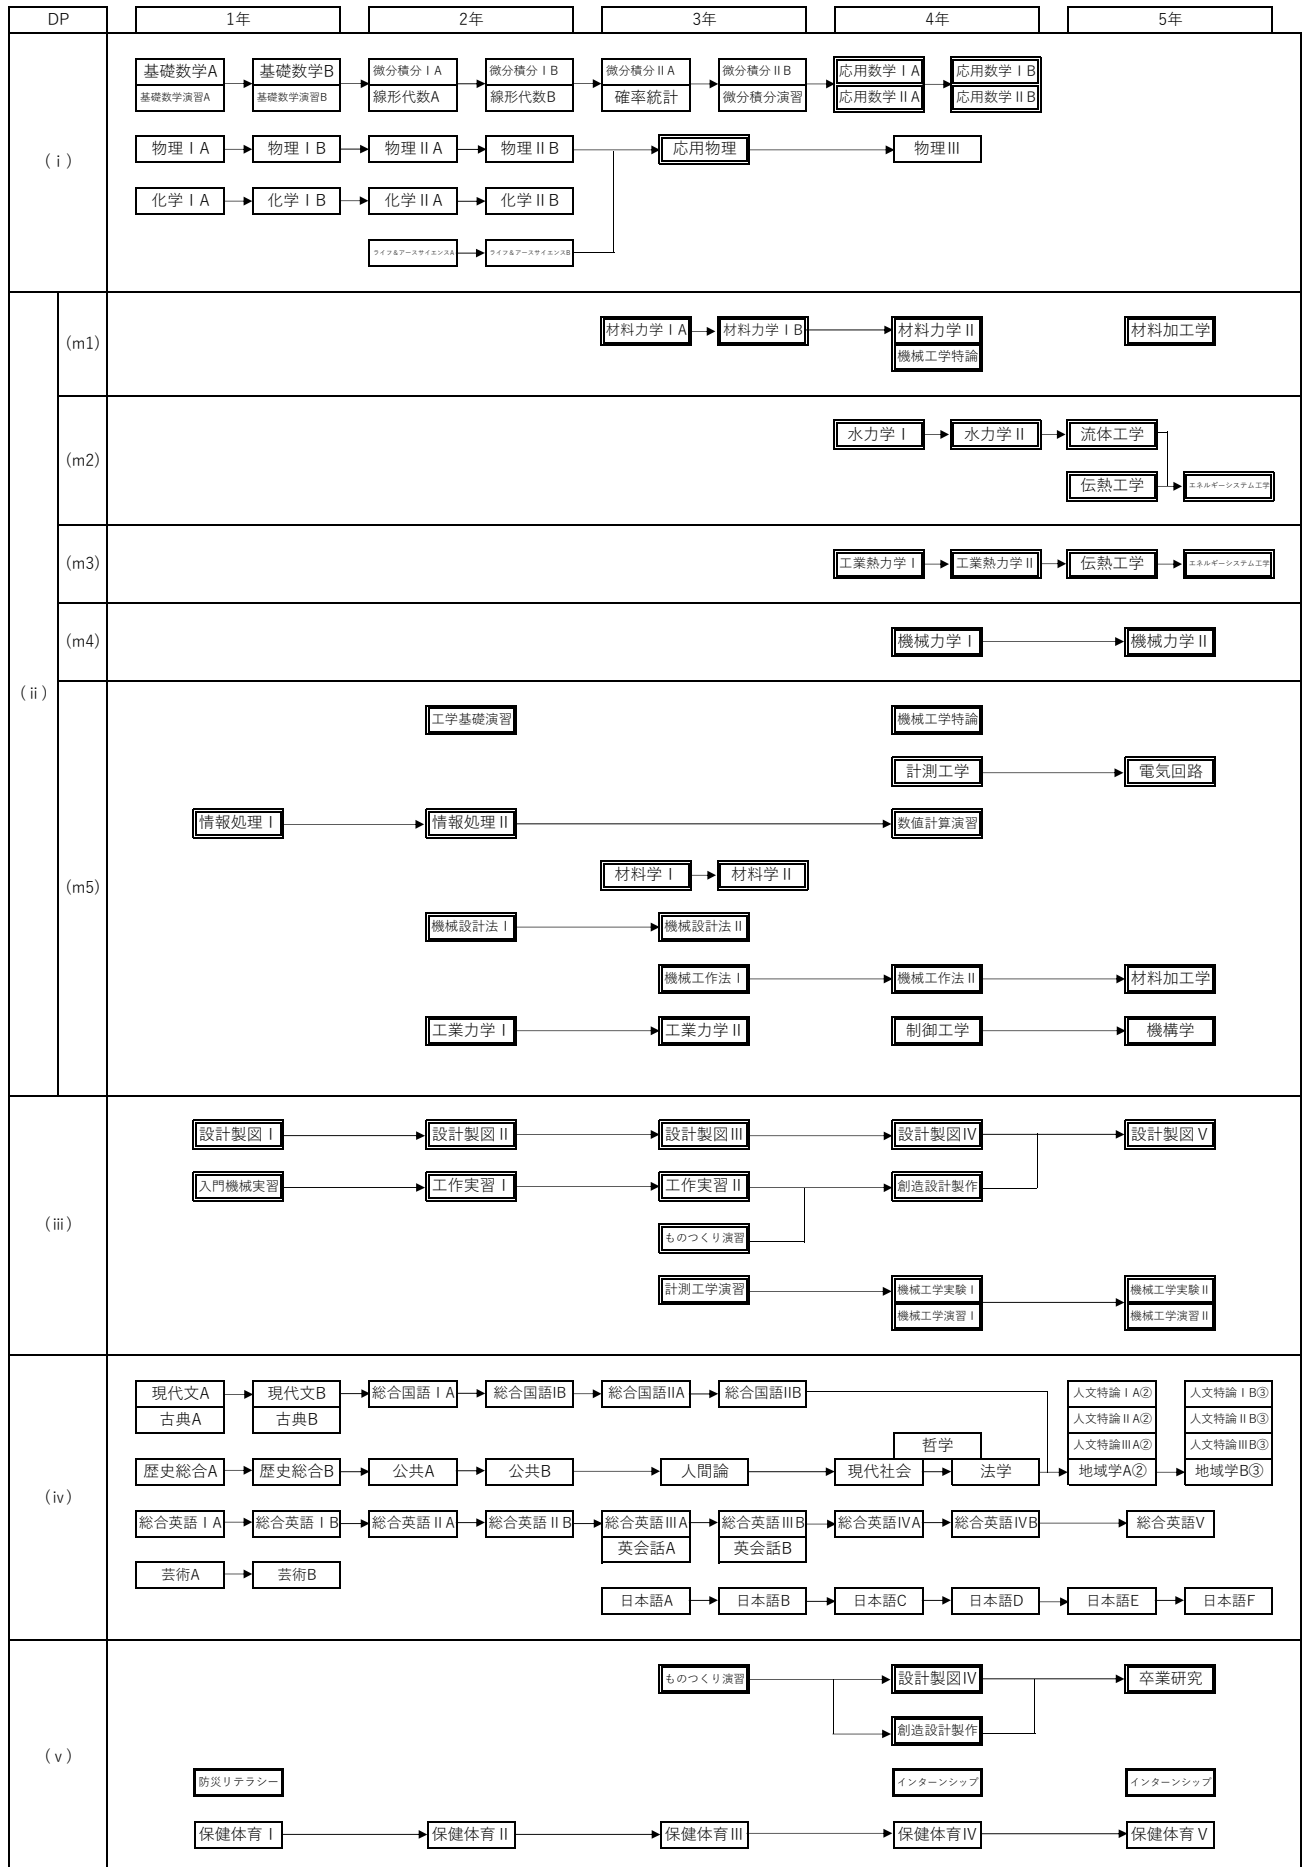 DP 1年 2年 3年 4年 5年
基礎数学A 基礎数学B 微分積分ⅠA 微分積分ⅠB 微分積分ⅡA 微分積分ⅡB 応用数学ⅠA 応用数学ⅠB
基礎数学演習A 基礎数学演習B 線形代数A 線形代数B 確率統計 微分積分演習 応用数学ⅡA 応用数学ⅡB
(ⅰ) 物理ⅠA 物理ⅠB 物理ⅡA 物理ⅡB 応用物理 物理Ⅲ
化学ⅠA 化学ⅠB 化学ⅡA 化学ⅡB
ライフ&アースサイエンスA ライフ&アースサイエンスB
(ⅱ)
(m1) 材料力学ⅠA 材料力学ⅠB 材料力学Ⅱ 材料加工学
機械工学特論
(m2) 水力学Ⅰ 水力学Ⅱ 流体工学
伝熱工学 エネルギーシステム工学
(m3) 工業熱力学Ⅰ 工業熱力学Ⅱ 伝熱工学 エネルギーシステム工学
(m4) 機械力学Ⅰ 機械力学Ⅱ
工学基礎演習 機械工学特論
計測工学 電気回路
情報処理Ⅰ 情報処理Ⅱ 数値計算演習
(m5) 材料学Ⅰ 材料学Ⅱ
機械設計法Ⅰ 機械設計法Ⅱ
機械工作法Ⅰ 機械工作法Ⅱ 材料加工学
工業力学Ⅰ 工業力学Ⅱ 制御工学 機構学
設計製図Ⅰ 設計製図Ⅱ 設計製図Ⅲ 設計製図Ⅳ 設計製図Ⅴ
入門機械実習 工作実習Ⅰ 工作実習Ⅱ 創造設計製作
(ⅲ) ものつくり演習
計測工学演習 機械工学実験Ⅰ 機械工学実験Ⅱ
機械工学演習Ⅰ 機械工学演習Ⅱ
現代文A 現代文B 総合国語ⅠA 総合国語ⅠB 総合国語ⅡA 総合国語ⅡB 人文特論ⅠA② 人文特論ⅠB③
古典A 古典B 人文特論ⅡA② 人文特論ⅡB③
哲学 人文特論ⅢA② 人文特論ⅢB③
歴史総合A 歴史総合B 公共A 公共B 人間論 現代社会 法学 地域学A② 地域学B③
(ⅳ) 総合英語ⅠA 総合英語ⅠB 総合英語ⅡA 総合英語ⅡB 総合英語ⅢA 総合英語ⅢB 総合英語ⅣA 総合英語ⅣB 総合英語Ⅴ
英会話A 英会話B
芸術A 芸術B
日本語A 日本語B 日本語C 日本語D 日本語E 日本語F
ものつくり演習 設計製図Ⅳ 卒業研究
創造設計製作
(ⅴ) 防災リテラシー インターンシップ インターンシップ
保健体育Ⅰ 保健体育Ⅱ 保健体育Ⅲ 保健体育Ⅳ 保健体育Ⅴ